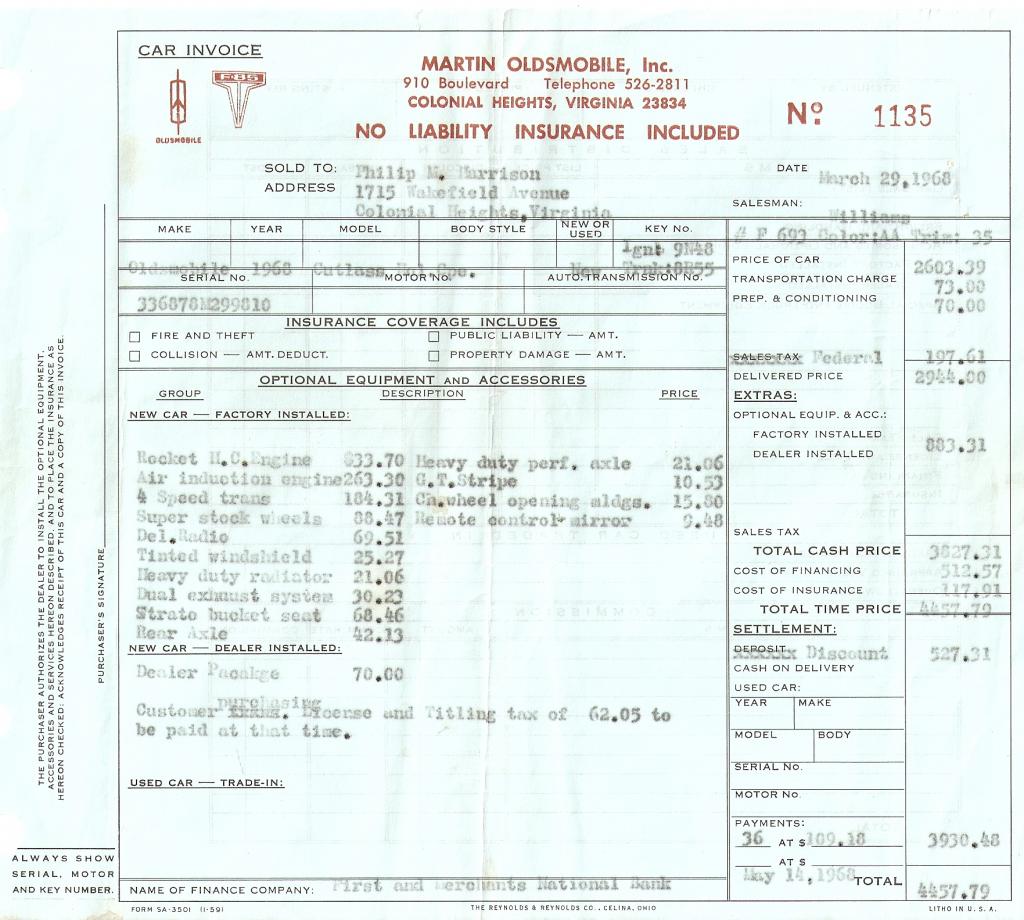 CAR INVOICE
OLDSMOBILE
F-85
MARTIN OLDSMOBILE, Inc.
910 Boulevard Telephone 526-2811
COLONIAL HEIGHTS, VIRGINIA 23834
NO LIABILITY INSURANCE INCLUDED
No. 1135
SOLD TO: Philip M. Harrison
ADDRESS 1715 Wakefield Avenue
Colonial Heights, Virginia
DATE March 29, 1968
SALESMAN: Williams
# F 693 Color:AA Trim: 35
MAKE YEAR MODEL BODY STYLE NEW OR USED KEY No.
Ignt 9N48
Oldsmobile 1968 Cutlass Hol Cpe. New Trnk:8R55
SERIAL No. MOTOR No. AUTO. TRANSMISSION No.
336878M299810
INSURANCE COVERAGE INCLUDES
FIRE AND THEFT PUBLIC LIABILITY — AMT.
COLLISION — AMT. DEDUCT. PROPERTY DAMAGE — AMT.
OPTIONAL EQUIPMENT AND ACCESSORIES
GROUP DESCRIPTION PRICE
NEW CAR — FACTORY INSTALLED:
Rocket H.C.Engine $33.70 Heavy duty perf. axle 21.06
Air induction engine263.30 G.T.Stripe 10.53
4 Speed trans 184.31 Ch.wheel opening mldgs. 15.80
Super stock wheels 88.47 Remote control mirror 9.48
Del.Radio 69.51
Tinted windshield 25.27
Heavy duty radiator 21.06
Dual exhaust system 30.23
Strato bucket seat 68.46
Rear Axle 42.13
NEW CAR — DEALER INSTALLED:
Dealer Pacakge 70.00
purchasing
Customer xxxxx. License and Titling tax of 62.05 to
be paid at that time.
USED CAR — TRADE-IN:
NAME OF FINANCE COMPANY: First and Merchants National Bank
PRICE OF CAR 2603.39
TRANSPORTATION CHARGE 73.00
PREP. & CONDITIONING 70.00
SALES TAX Federal 197.61
DELIVERED PRICE 2944.00
EXTRAS:
OPTIONAL EQUIP. & ACC.:
FACTORY INSTALLED
DEALER INSTALLED 883.31
SALES TAX
TOTAL CASH PRICE 3827.31
COST OF FINANCING 512.57
COST OF INSURANCE 117.91
TOTAL TIME PRICE 4457.79
SETTLEMENT:
DEPOSIT Discount 527.31
CASH ON DELIVERY
USED CAR:
YEAR MAKE
MODEL BODY
SERIAL No.
MOTOR No.
PAYMENTS:
36 AT $ 109.18 3930.48
AT $
May 14, 1968 TOTAL 4457.79
THE PURCHASER AUTHORIZES THE DEALER TO INSTALL THE OPTIONAL EQUIPMENT,
ACCESSORIES AND SERVICES HEREON DESCRIBED, AND TO PLACE THE INSURANCE AS
HEREON CHECKED: ACKNOWLEDGES RECEIPT OF THIS CAR AND A COPY OF THIS INVOICE.
PURCHASER'S SIGNATURE
ALWAYS SHOW
SERIAL, MOTOR
AND KEY NUMBER.
FORM SA-3501 (1-59) THE REYNOLDS & REYNOLDS CO., CELINA, OHIO LITHO IN U. S. A.